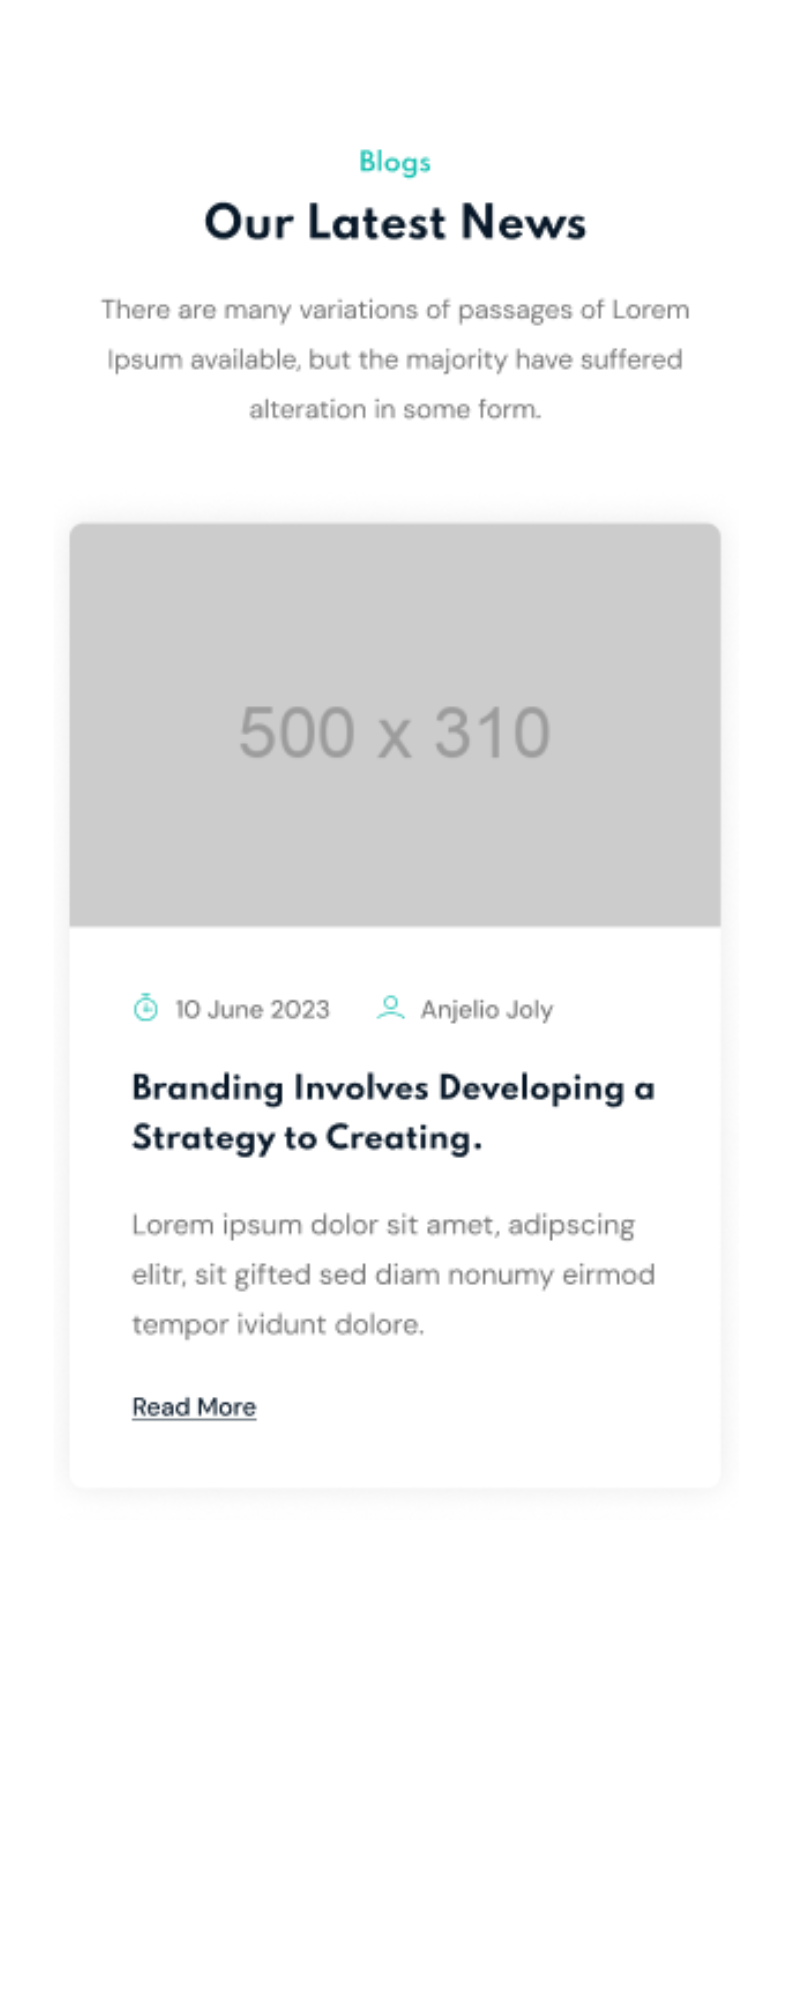 Blogs
Our Latest News
There are many variations of passages of Lorem
Ipsum available, but the majority have suffered
alteration in some form.
500 x 310
10 June 2023 Anjelio Joly
Branding Involves Developing a
Strategy to Creating.
Lorem ipsum dolor sit amet, adipscing
elitr, sit gifted sed diam nonumy eirmod
tempor ividunt dolore.
Read More